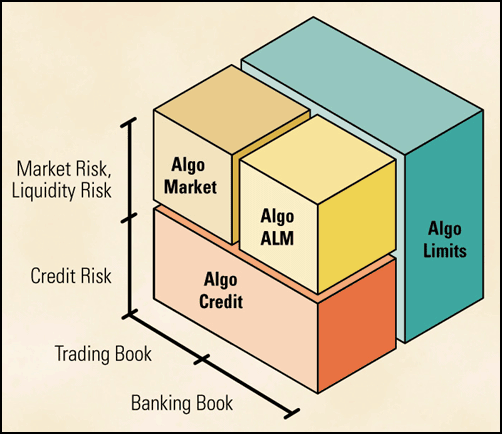 Market Risk,
Liquidity Risk
Credit Risk
Trading Book
Banking Book
Algo
Market
Algo
ALM
Algo
Credit
Algo
Limits